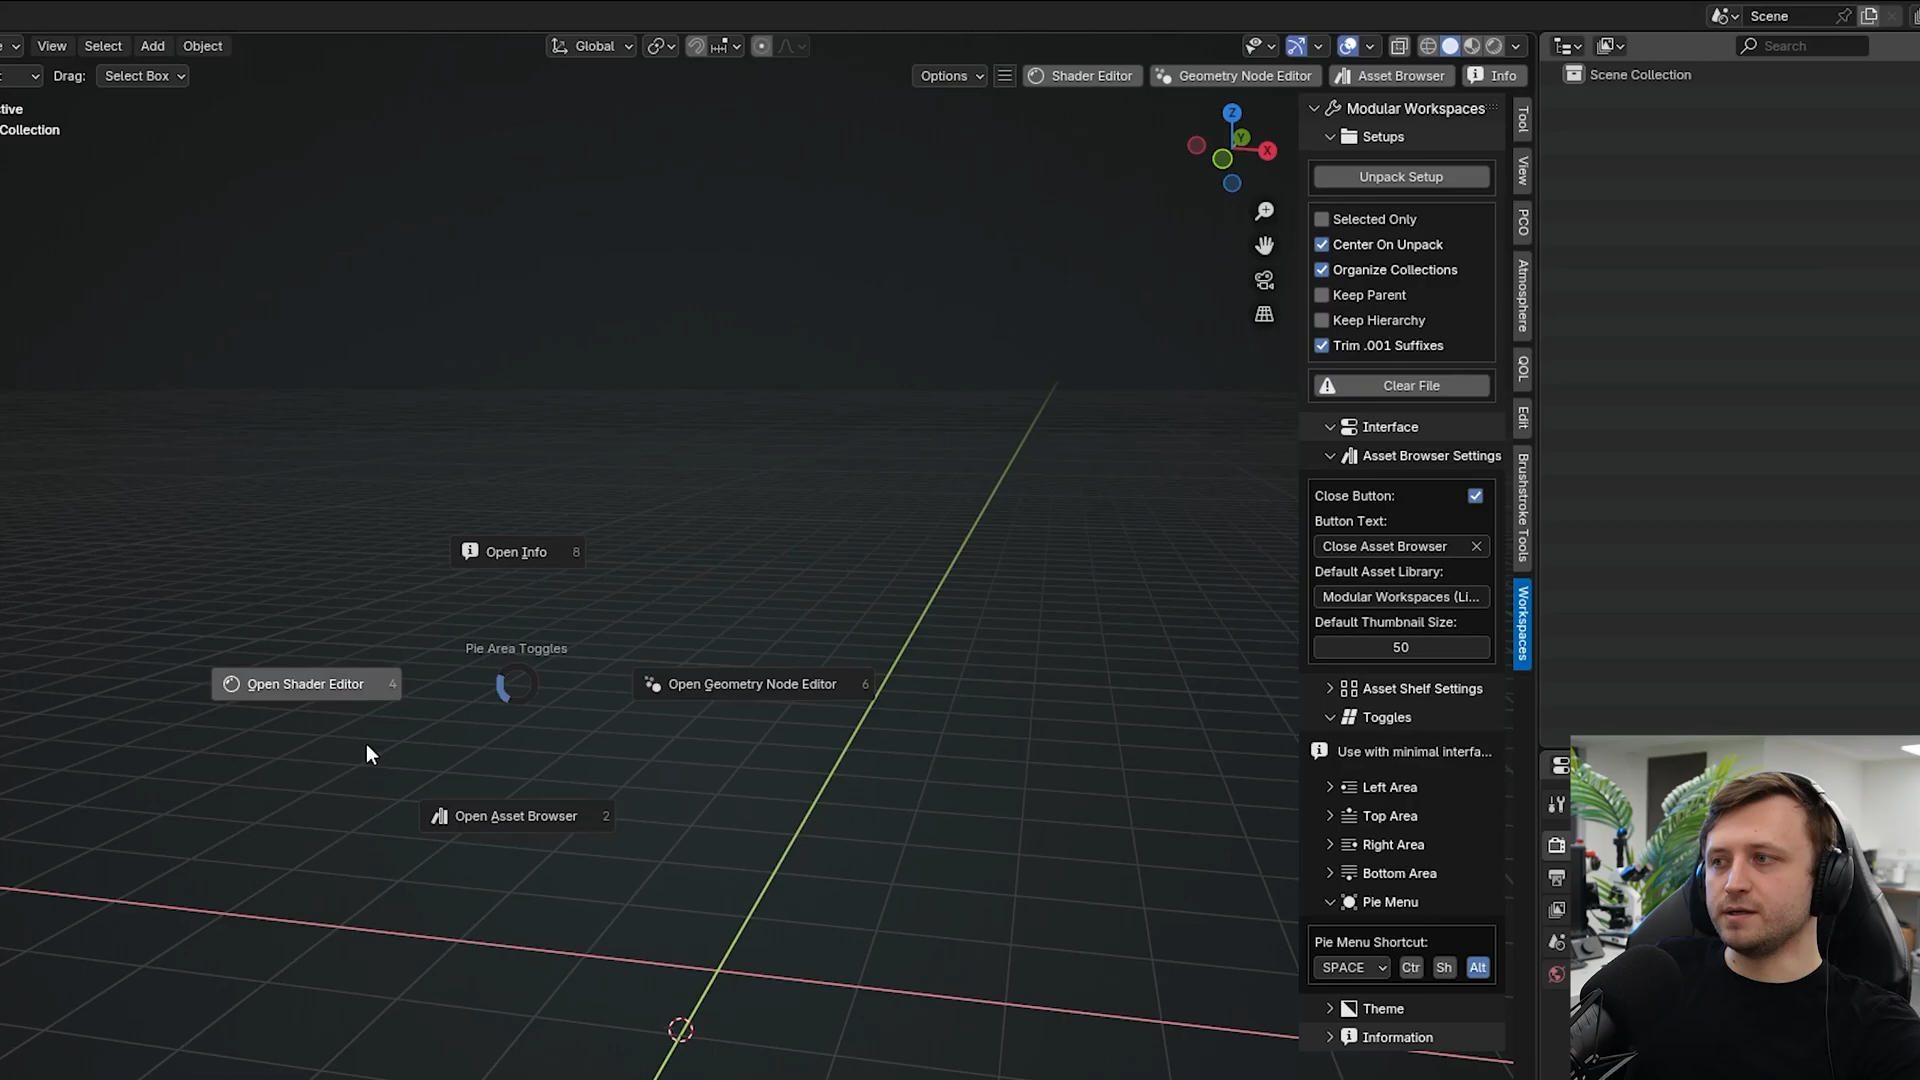 Scene
View Select Add Object
Global
Search
Drag: Select Box
Options
Shader Editor
Geometry Node Editor
Asset Browser
Info
Scene Collection
Collection
Z
Y
X
Modular Workspaces
Setups
Unpack Setup
Selected Only
Center On Unpack
Organize Collections
Keep Parent
Keep Hierarchy
Trim .001 Suffixes
Clear File
Interface
Asset Browser Settings
Close Button:
Button Text:
Close Asset Browser
Default Asset Library:
Modular Workspaces (Li...
Default Thumbnail Size:
50
Asset Shelf Settings
Toggles
Use with minimal interfa...
Left Area
Top Area
Right Area
Bottom Area
Pie Menu
Pie Menu Shortcut:
SPACE Ctr Sh Alt
Theme
Information
Tool
View
PCO
Atmosphere
QOL
Edit
Brushstroke Tools
Workspaces
Open Info 8
Pie Area Toggles
Open Shader Editor 4
Open Geometry Node Editor 6
Open Asset Browser 2